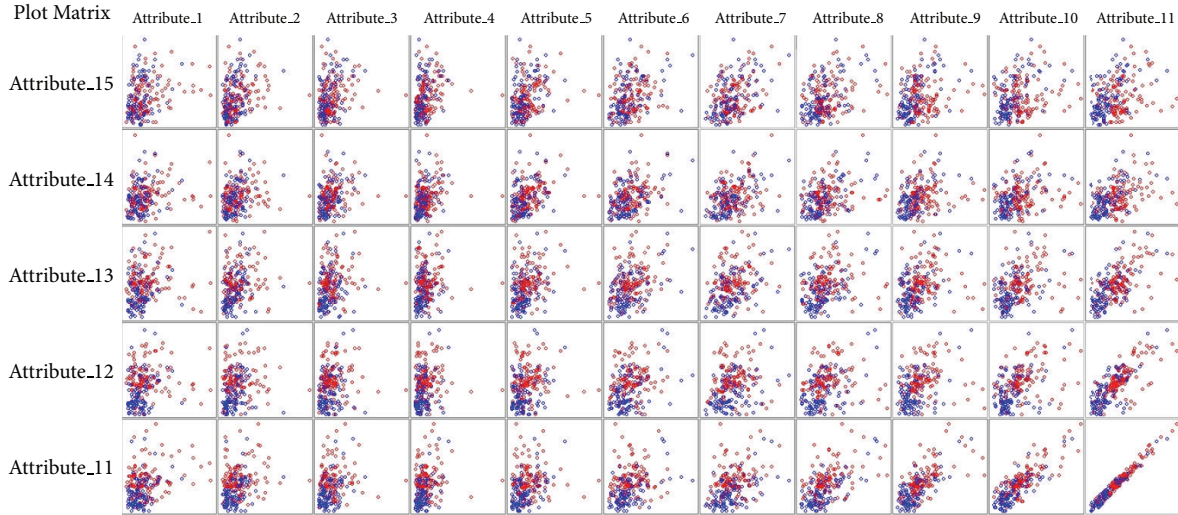 Plot Matrix
Attribute_1 Attribute_2 Attribute_3 Attribute_4 Attribute_5 Attribute_6 Attribute_7 Attribute_8 Attribute_9 Attribute_10 Attribute_11
Attribute_15
Attribute_14
Attribute_13
Attribute_12
Attribute_11